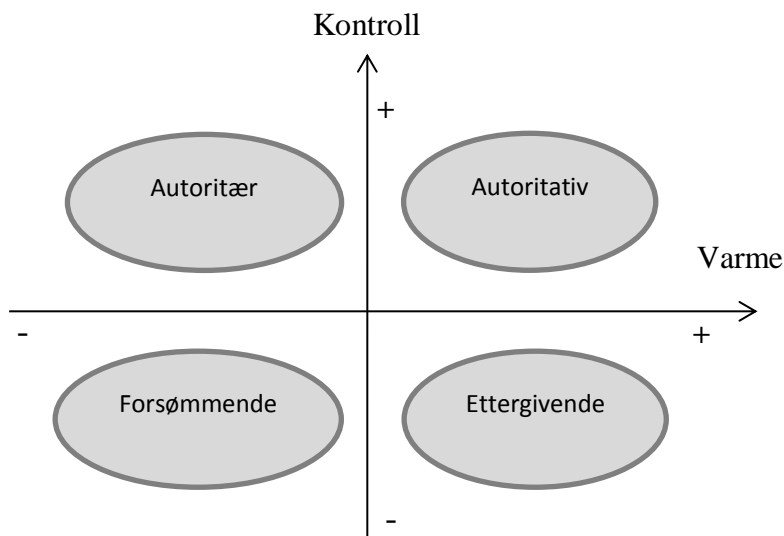 Kontroll
+
Autoritær
Autoritativ
Varme
-
+
Forsømmende
Ettergivende
-